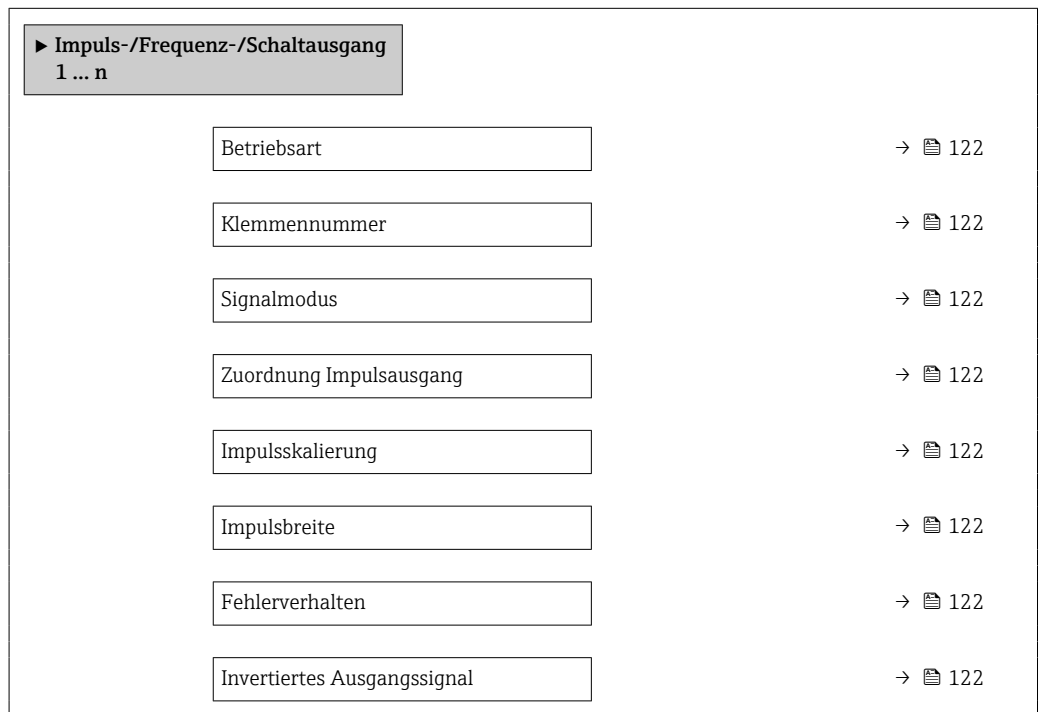 ▶ Impuls-/Frequenz-/Schaltausgang
1 … n
Betriebsart → 122
Klemmennummer → 122
Signalmodus → 122
Zuordnung Impulsausgang → 122
Impulsskalierung → 122
Impulsbreite → 122
Fehlerverhalten → 122
Invertiertes Ausgangssignal → 122